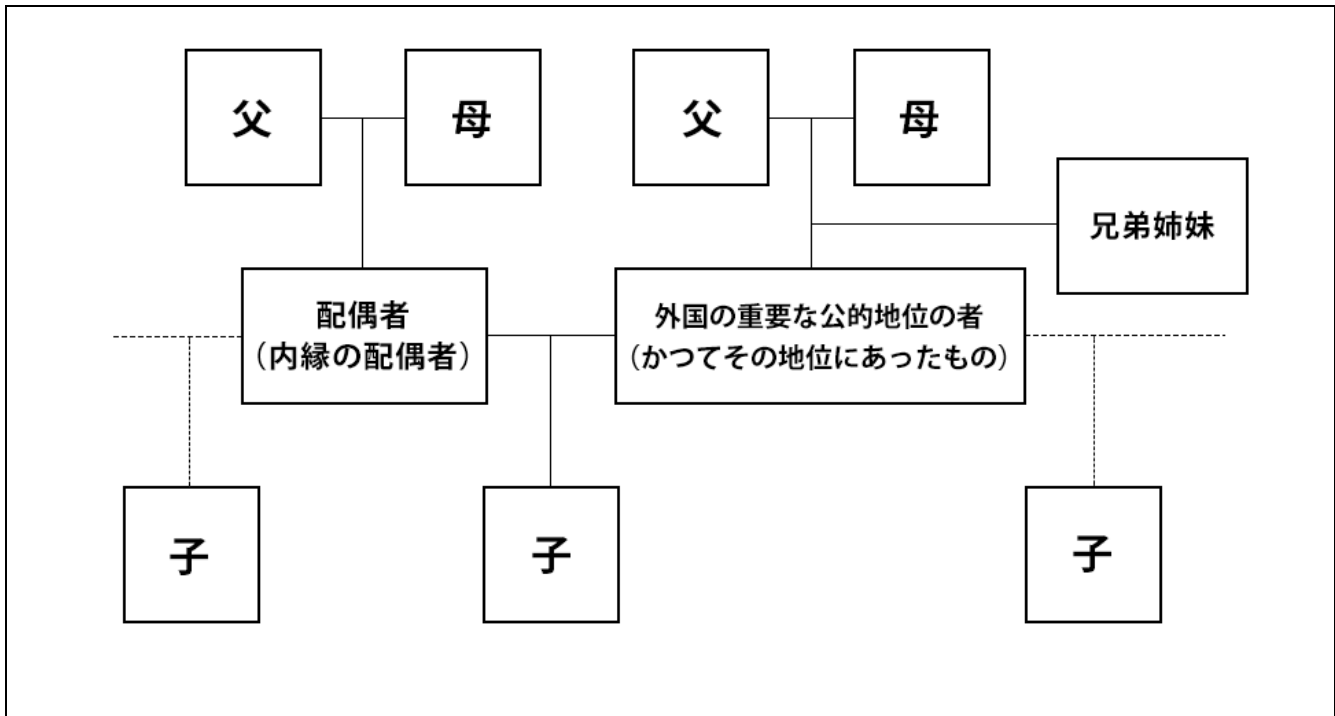 父
母
父
母
兄弟姉妹
配偶者
（内縁の配偶者）
外国の重要な公的地位の者
（かつてその地位にあったもの）
子
子
子